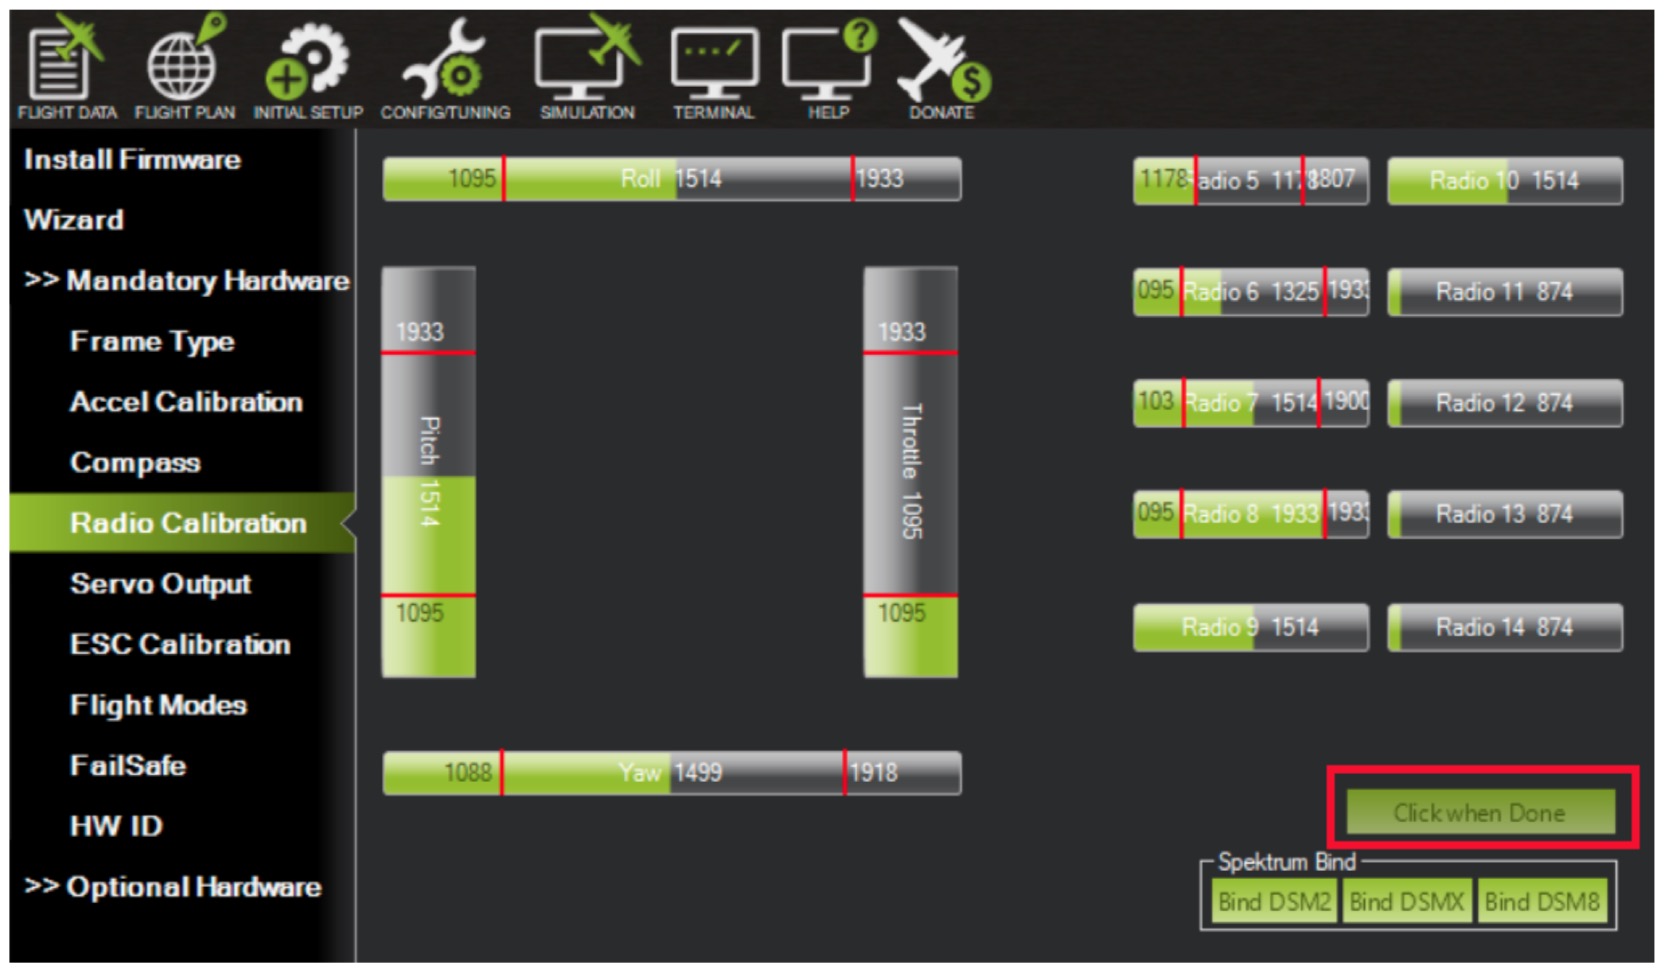 FLIGHT DATA FLIGHT PLAN INITIAL SETUP CONFIG/TUNING SIMULATION TERMINAL HELP DONATE
Install Firmware
Wizard
>> Mandatory Hardware
Frame Type
Accel Calibration
Compass
Radio Calibration
Servo Output
ESC Calibration
Flight Modes
FailSafe
HW ID
>> Optional Hardware
1095 Roll 1514 1933
1933
Pitch 1514
1095
1933
Throttle 1095
1095
1088 Yaw 1499 1918
1178 adio 5 1178 1807
Radio 10 1514
095 Radio 6 1325 193
Radio 11 874
103 Radio 7 1514 1900
Radio 12 874
095 Radio 8 1933 193
Radio 13 874
Radio 9 1514
Radio 14 874
Click when Done
Spektrum Bind
Bind DSM2 Bind DSMX Bind DSM8